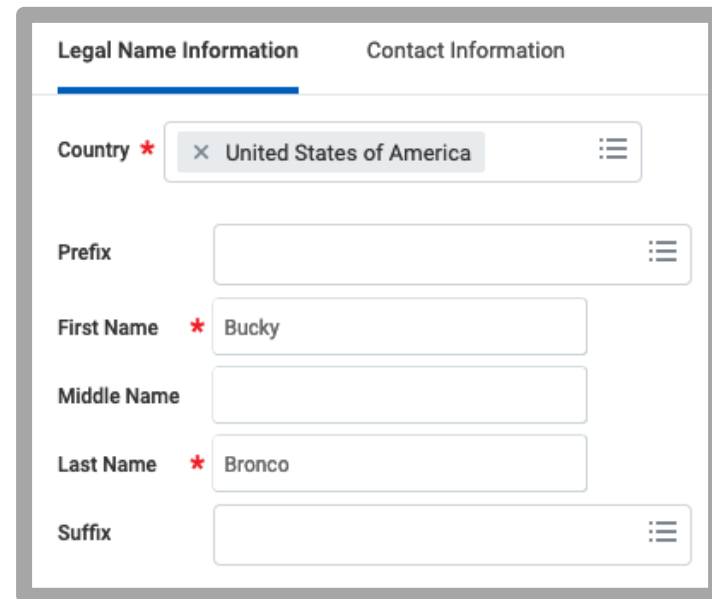 Legal Name Information Contact Information
Country * × United States of America
Prefix
First Name * Bucky
Middle Name
Last Name * Bronco
Suffix